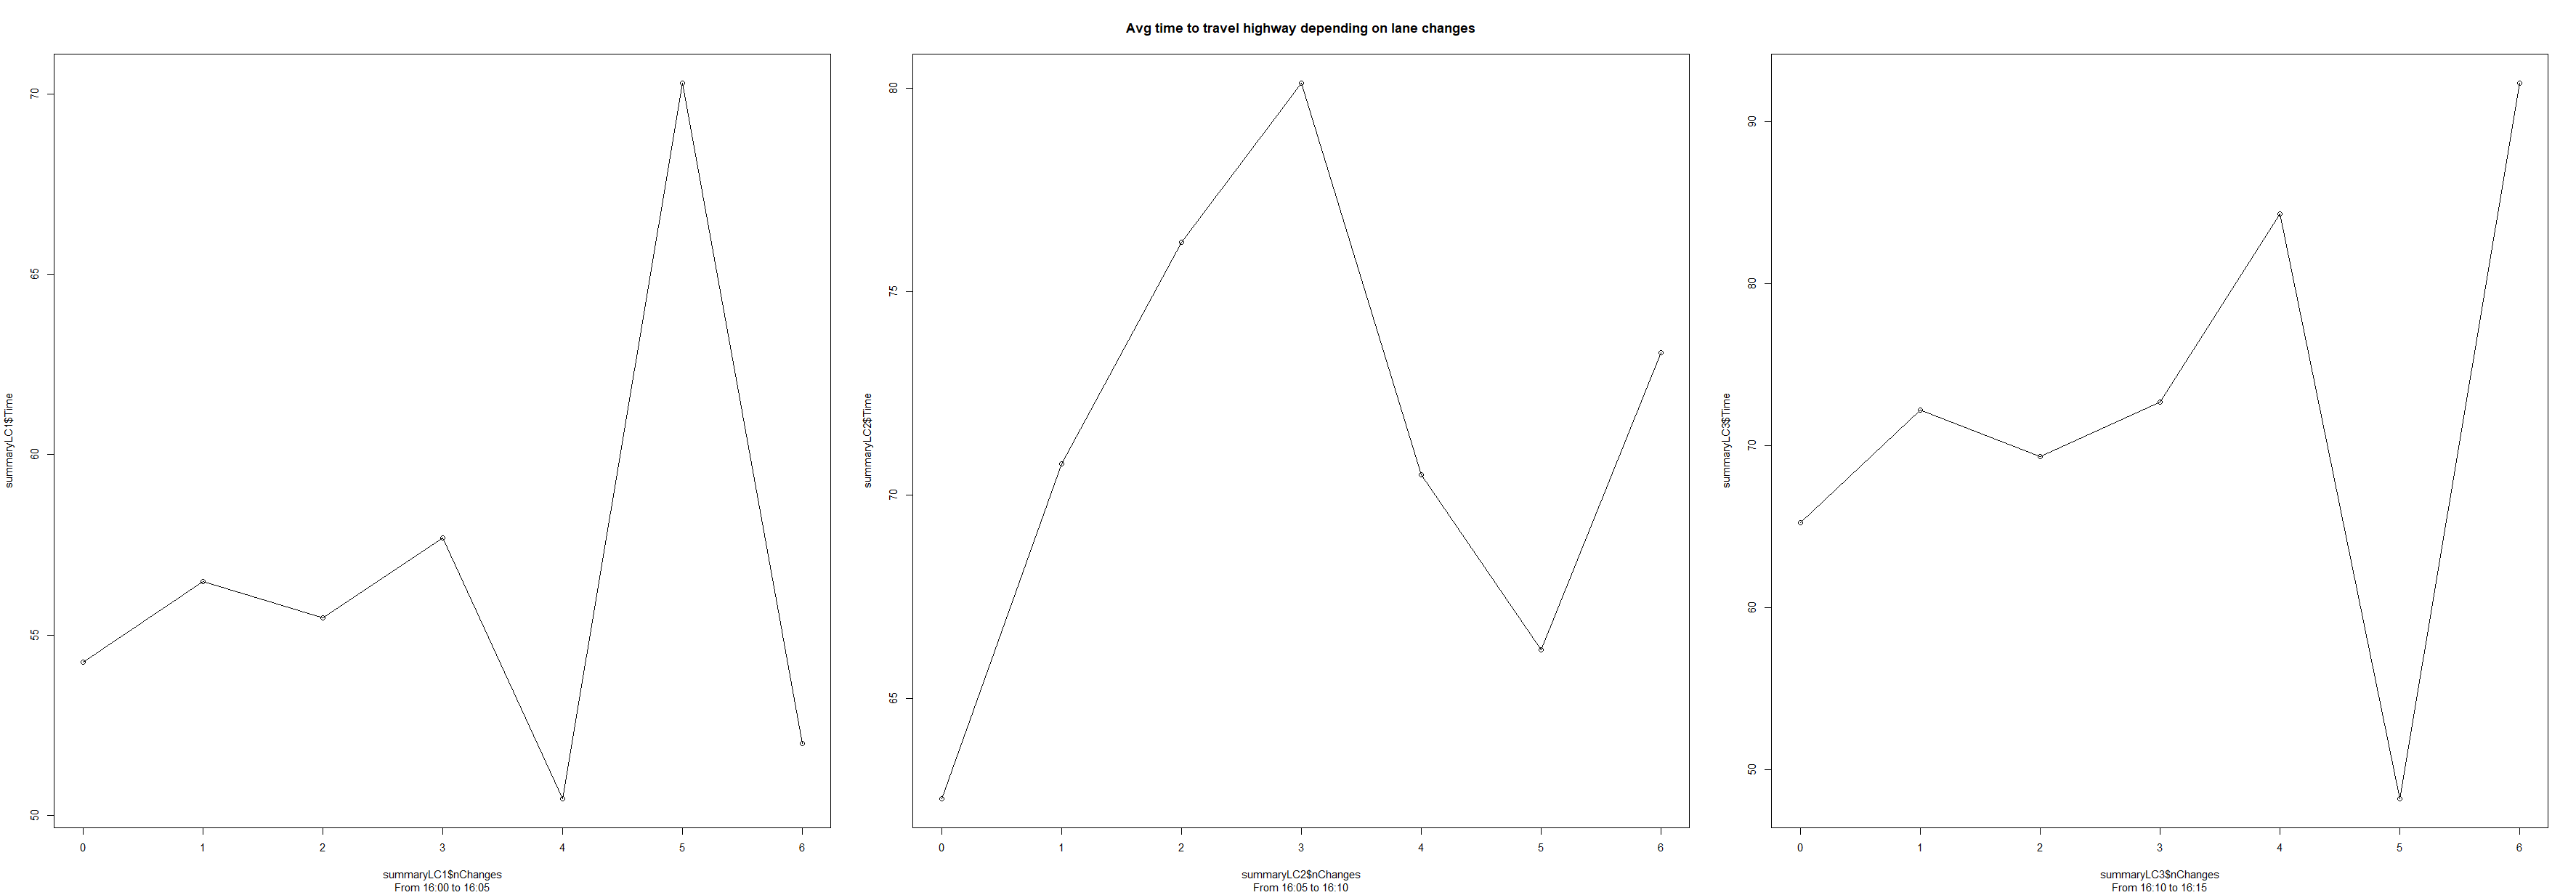 Avg time to travel highway depending on lane changes
summaryLC1$Time
70
65
60
55
50
0 1 2 3 4 5 6
summaryLC1$nChanges
From 16:00 to 16:05
summaryLC2$Time
80
75
70
65
0 1 2 3 4 5 6
summaryLC2$nChanges
From 16:05 to 16:10
summaryLC3$Time
90
80
70
60
50
0 1 2 3 4 5 6
summaryLC3$nChanges
From 16:10 to 16:15